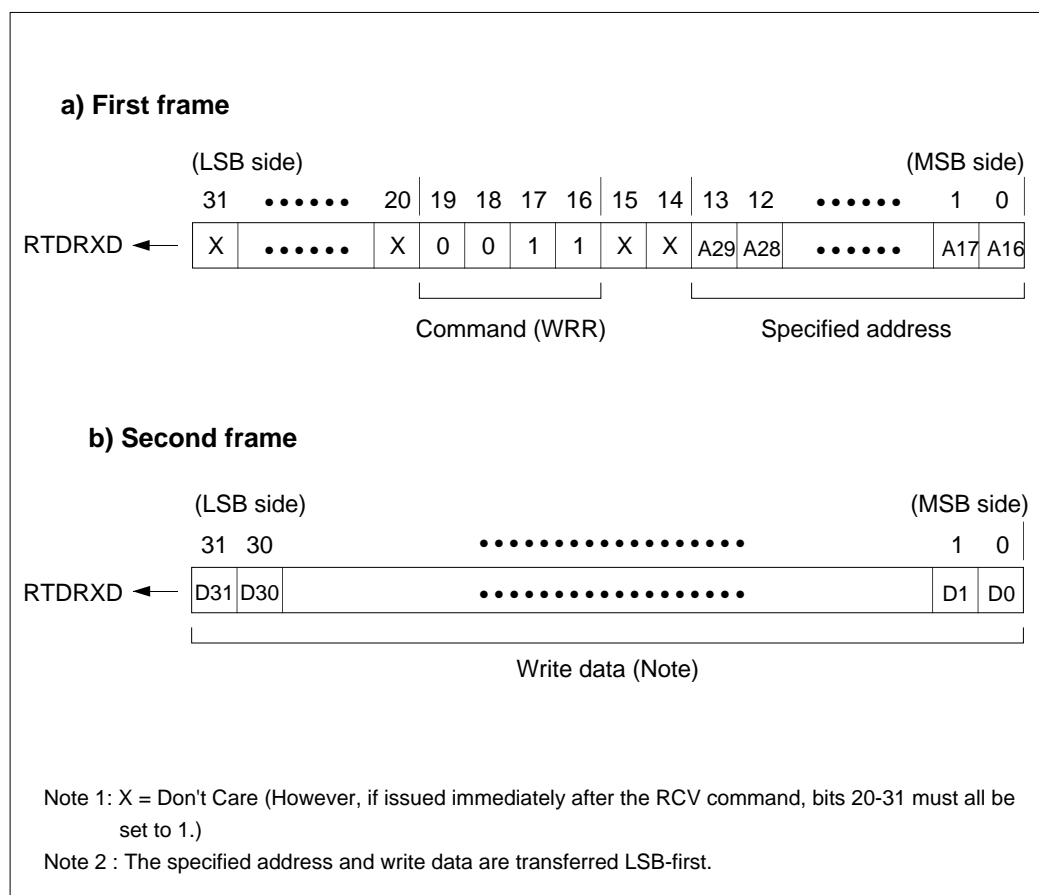 a) First frame
(LSB side) (MSB side)
31 •••••• 20 19 18 17 16 15 14 13 12 •••••• 1 0
RTDRXD X •••••• X 0 0 1 1 X X A29 A28 •••••• A17 A16
Command (WRR) Specified address
b) Second frame
(LSB side) (MSB side)
31 30 •••••••••••••••••• 1 0
RTDRXD D31 D30 •••••••••••••••••• D1 D0
Write data (Note)
Note 1: X = Don't Care (However, if issued immediately after the RCV command, bits 20-31 must all be
set to 1.)
Note 2 : The specified address and write data are transferred LSB-first.